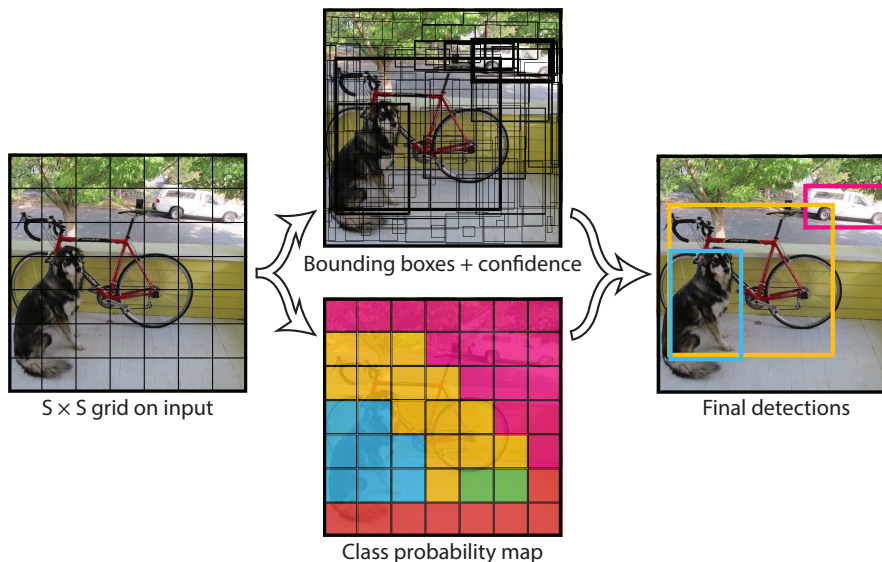 Bounding boxes + confidence
S × S grid on input
Final detections
Class probability map